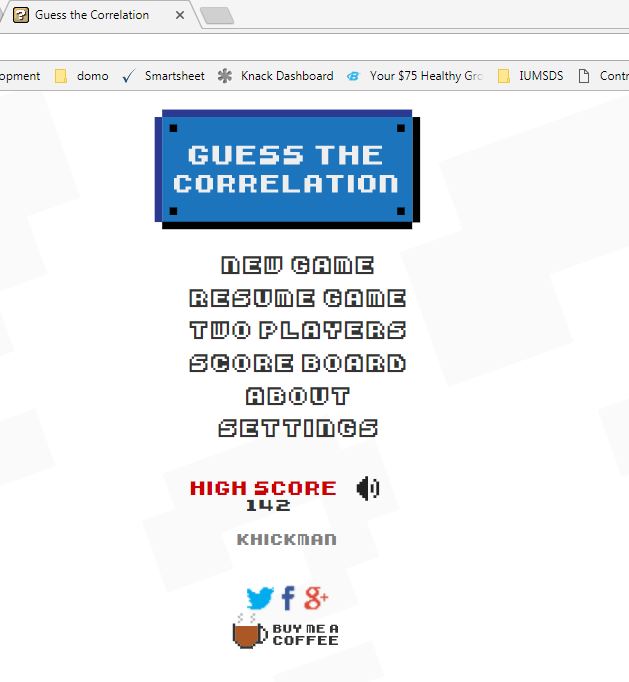 Guess the Correlation
opment domo Smartsheet Knack Dashboard Your $75 Healthy Gro IUMSDS Contr
GUESS THE
CORRELATION
NEW GAME
RESUME GAME
TWO PLAYERS
SCORE BOARD
ABOUT
SETTINGS
HIGH SCORE
142
KHICKMAN
BUY ME A
COFFEE